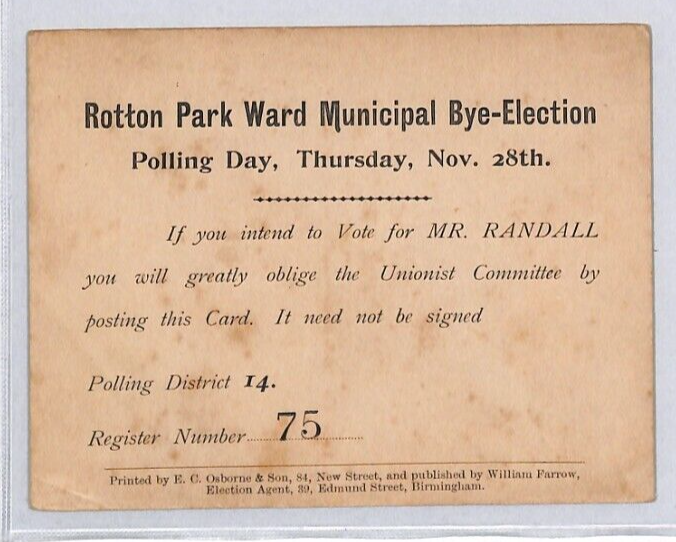 Rotton Park Ward Municipal Bye-Election
Polling Day, Thursday, Nov. 28th.
If you intend to Vote for MR. RANDALL
you will greatly oblige the Unionist Committee by
posting this Card. It need not be signed
Polling District 14.
Register Number 75
Printed by E. C. Osborne & Son, 84, New Street, and published by William Farrow,
Election Agent, 39, Edmund Street, Birmingham.